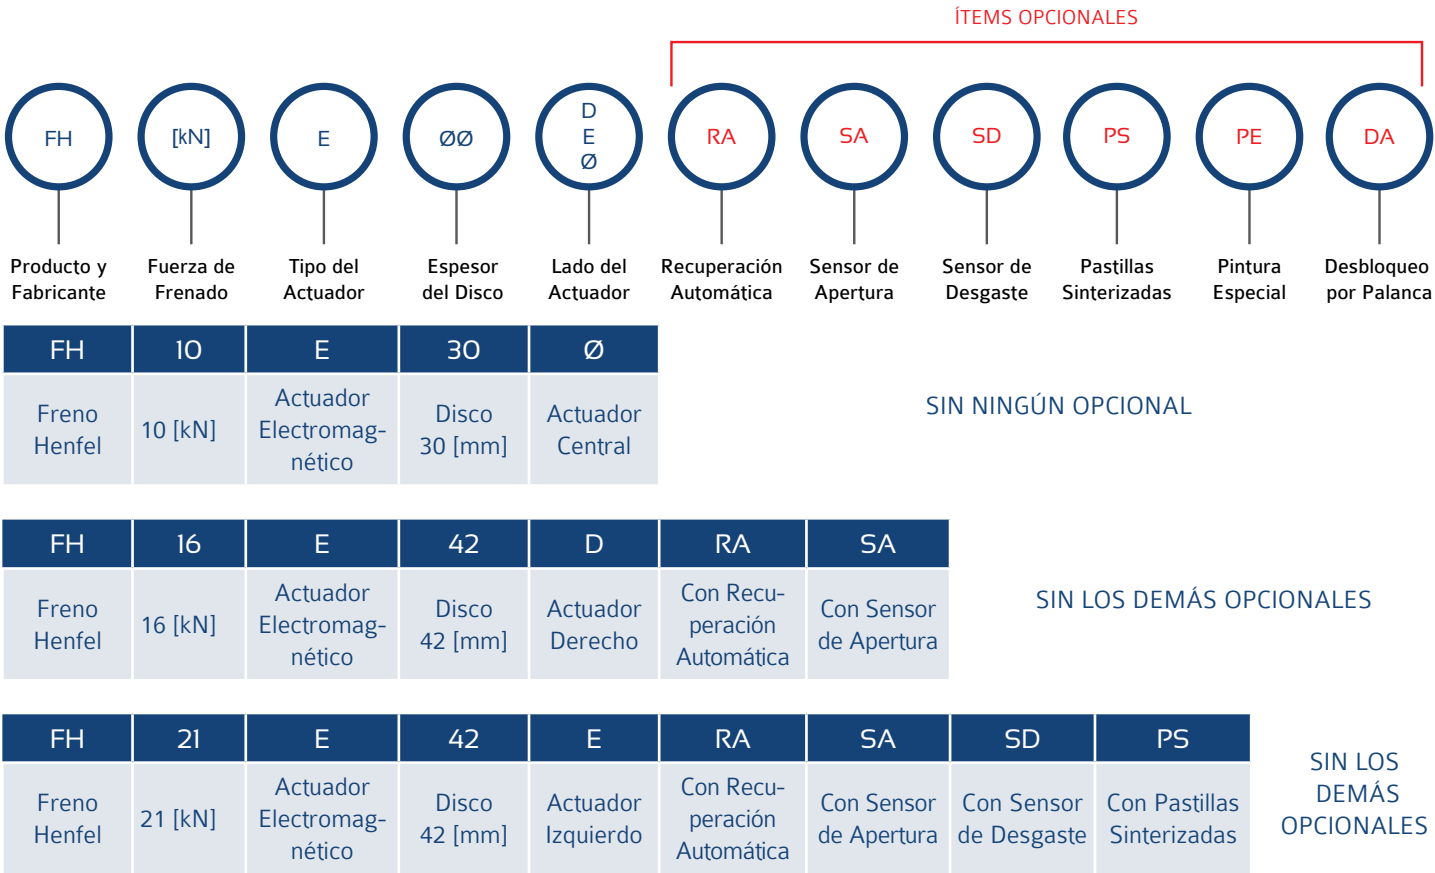 ÍTEMS OPCIONALES
FH
[kN]
E
ØØ
D
E
Ø
RA
SA
SD
PS
PE
DA
Producto y
Fabricante
Fuerza de
Frenado
Tipo del
Actuador
Espesor
del Disco
Lado del
Actuador
Recuperación
Automática
Sensor de
Apertura
Sensor de
Desgaste
Pastillas
Sinterizadas
Pintura
Especial
Desbloqueo
por Palanca
FH 10 E 30 Ø
Freno
Henfel
10 [kN]
Actuador
Electromag-
nético
Disco
30 [mm]
Actuador
Central
SIN NINGÚN OPCIONAL
FH 16 E 42 D RA SA
Freno
Henfel
16 [kN]
Actuador
Electromag-
nético
Disco
42 [mm]
Actuador
Derecho
Con Recu-
peración
Automática
Con Sensor
de Apertura
SIN LOS DEMÁS OPCIONALES
FH 21 E 42 E RA SA SD PS
Freno
Henfel
21 [kN]
Actuador
Electromag-
nético
Disco
42 [mm]
Actuador
Izquierdo
Con Recu-
peración
Automática
Con Sensor
de Apertura
Con Sensor
de Desgaste
Con Pastillas
Sinterizadas
SIN LOS
DEMÁS
OPCIONALES